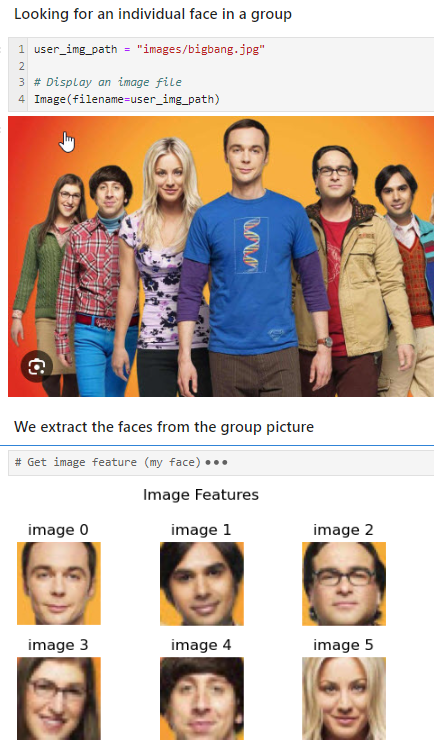 Looking for an individual face in a group
1 user_img_path = "images/bigbang.jpg"
2
3 # Display an image file
4 Image(filename=user_img_path)
We extract the faces from the group picture
# Get image feature (my face) •••
Image Features
image 0 image 1 image 2
image 3 image 4 image 5